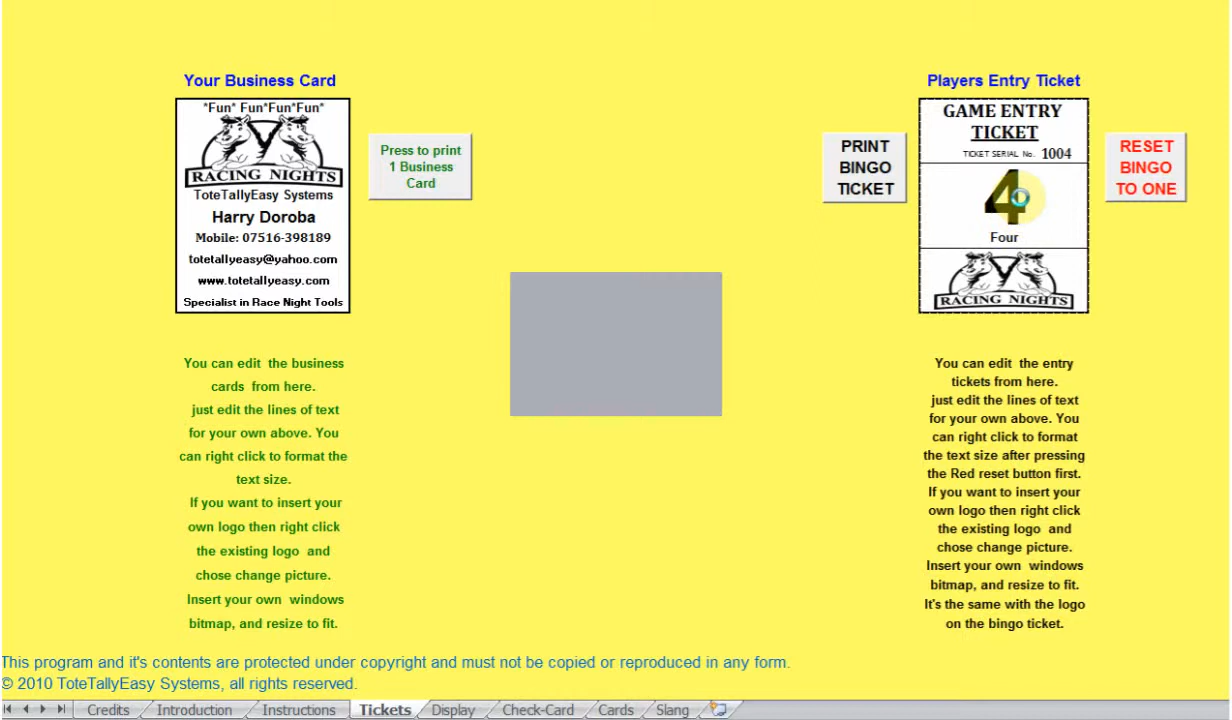 Your Business Card
*Fun* Fun*Fun*Fun*
RACING NIGHTS
ToteTallyEasy Systems
Harry Doroba
Mobile: 07516-398189
totetallyeasy@yahoo.com
www.totetallyeasy.com
Specialist in Race Night Tools
Press to print
1 Business
Card
You can edit the business
cards from here.
just edit the lines of text
for your own above. You
can right click to format the
text size.
If you want to insert your
own logo then right click
the existing logo and
chose change picture.
Insert your own windows
bitmap, and resize to fit.
Players Entry Ticket
PRINT
BINGO
TICKET
GAME ENTRY
TICKET
TICKET SERIAL No. 1004
4
Four
RACING NIGHTS
RESET
BINGO
TO ONE
You can edit the entry
tickets from here.
just edit the lines of text
for your own above. You
can right click to format
the text size after pressing
the Red reset button first.
If you want to insert your
own logo then right click
the existing logo and
chose change picture.
Insert your own windows
bitmap, and resize to fit.
It's the same with the logo
on the bingo ticket.
This program and it's contents are protected under copyright and must not be copied or reproduced in any form.
© 2010 ToteTallyEasy Systems, all rights reserved.
Credits Introduction Instructions Tickets Display Check-Card Cards Slang